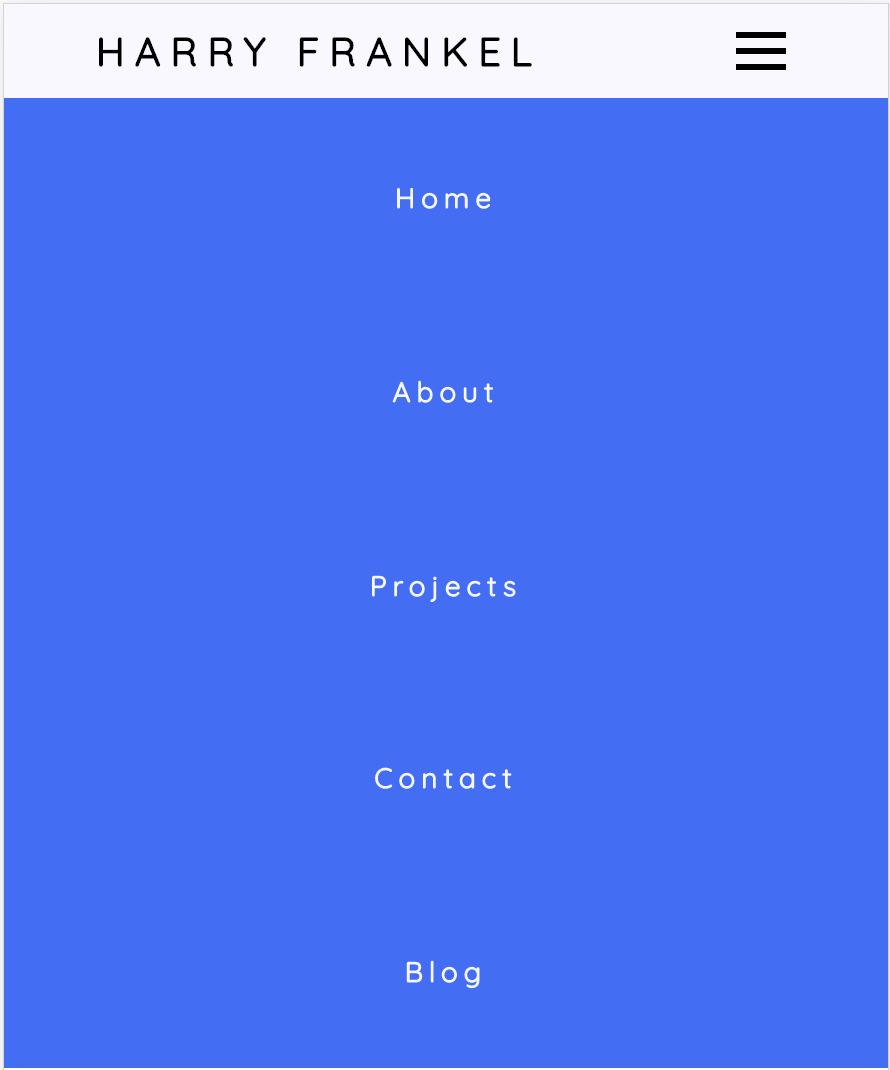 HARRY FRANKEL
Home
About
Projects
Contact
Blog